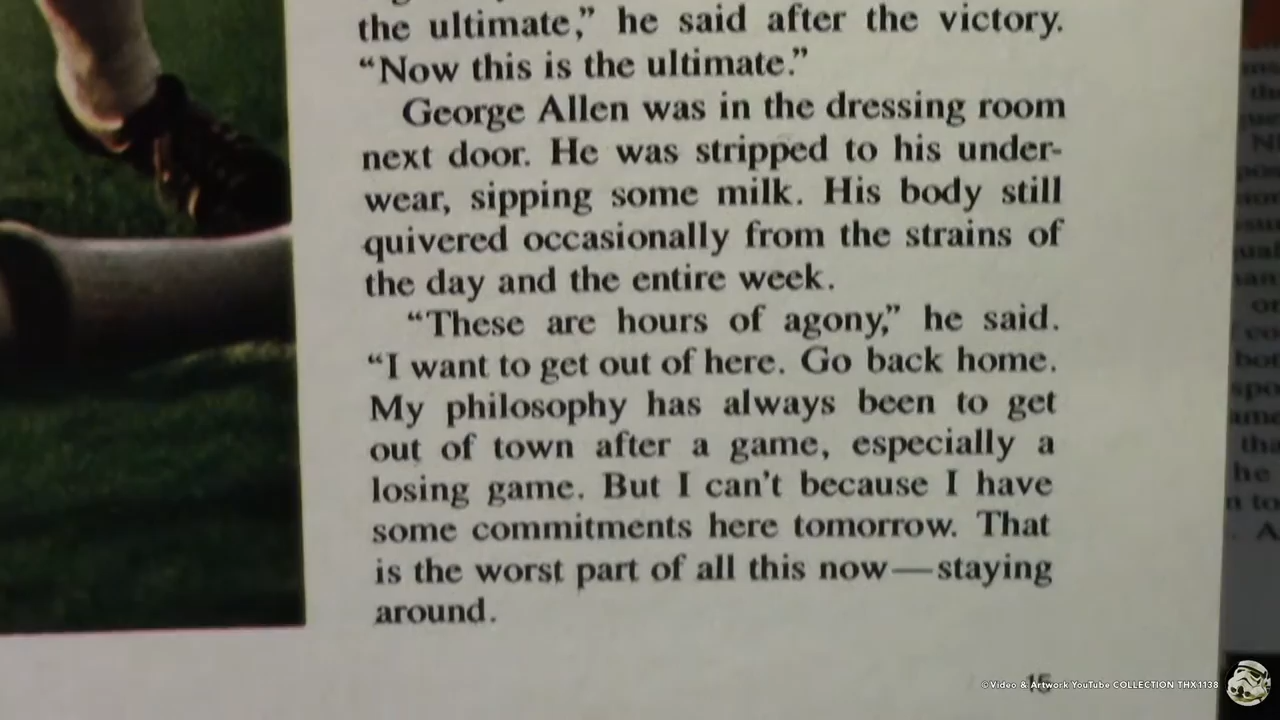 the ultimate,” he said after the victory.
“Now this is the ultimate.”
George Allen was in the dressing room
next door. He was stripped to his under-
wear, sipping some milk. His body still
quivered occasionally from the strains of
the day and the entire week.
“These are hours of agony,” he said.
“I want to get out of here. Go back home.
My philosophy has always been to get
out of town after a game, especially a
losing game. But I can’t because I have
some commitments here tomorrow. That
is the worst part of all this now—staying
around.
15
©Video & Artwork YouTube COLLECTION THX1138